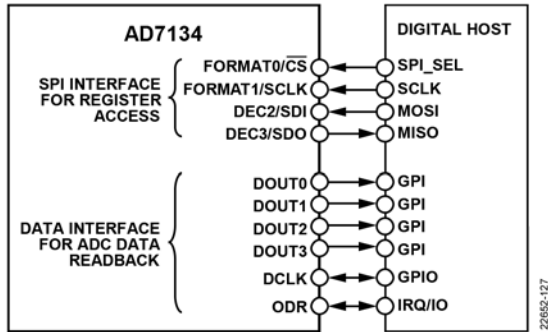 AD7134
DIGITAL HOST
SPI INTERFACE
FOR REGISTER
ACCESS
FORMAT0/CS
SPI_SEL
FORMAT1/SCLK
SCLK
DEC2/SDI
MOSI
DEC3/SDO
MISO
DATA INTERFACE
FOR ADC DATA
READBACK
DOUT0
GPI
DOUT1
GPI
DOUT2
GPI
DOUT3
GPI
DCLK
GPIO
ODR
IRQ/IO
22652-127